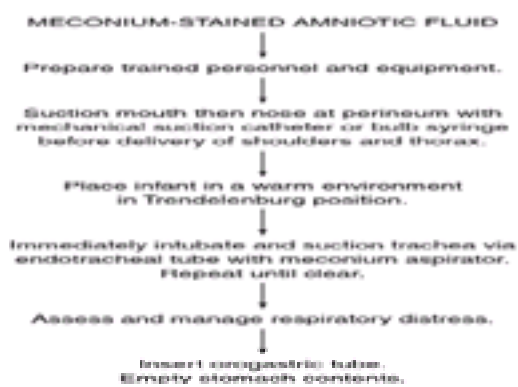 MECONIUM-STAINED AMNIOTIC FLUID
Prepare trained personnel and equipment.
Suction mouth then nose at perineum with
mechanical suction catheter or bulb syringe
before delivery of shoulders and thorax.
Place infant in a warm environment
in Trendelenburg position.
Immediately intubate and suction trachea via
endotracheal tube with meconium aspirator.
Repeat until clear.
Assess and manage respiratory distress.
Insert orogastric tube.
Empty stomach contents.